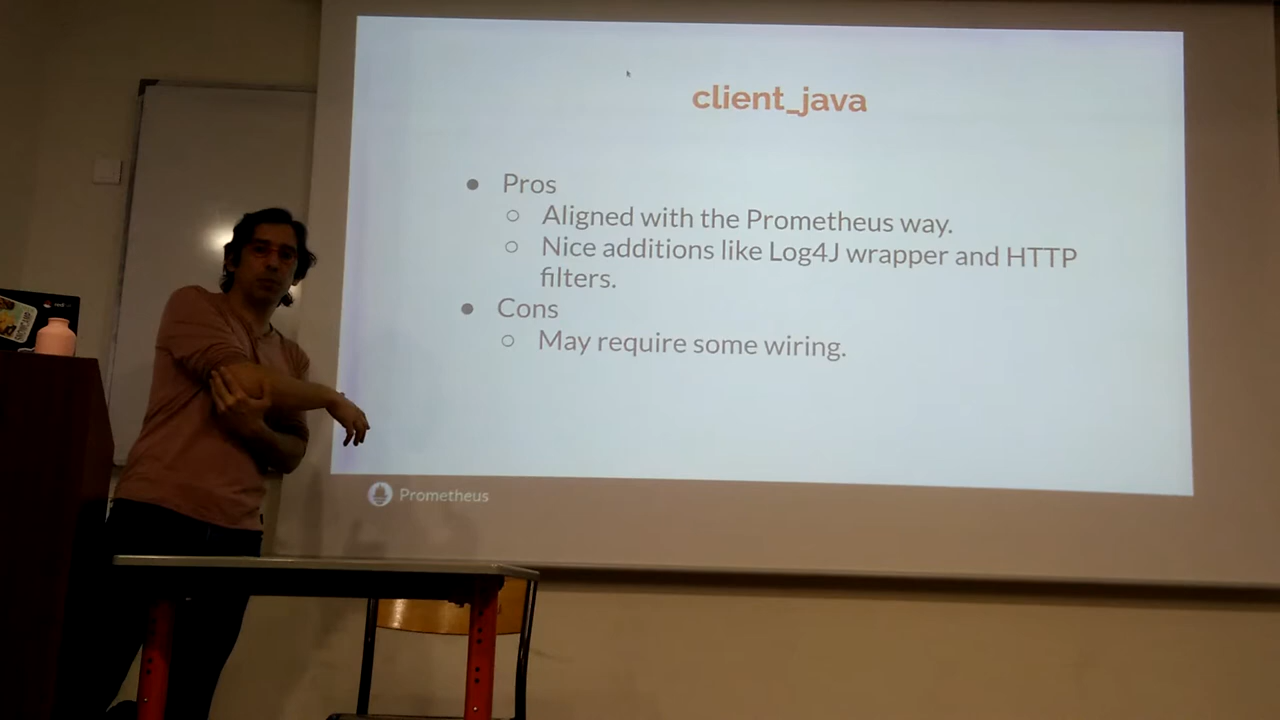 client_java
● Pros
○ Aligned with the Prometheus way.
○ Nice additions like Log4J wrapper and HTTP
filters.
● Cons
○ May require some wiring.
Prometheus